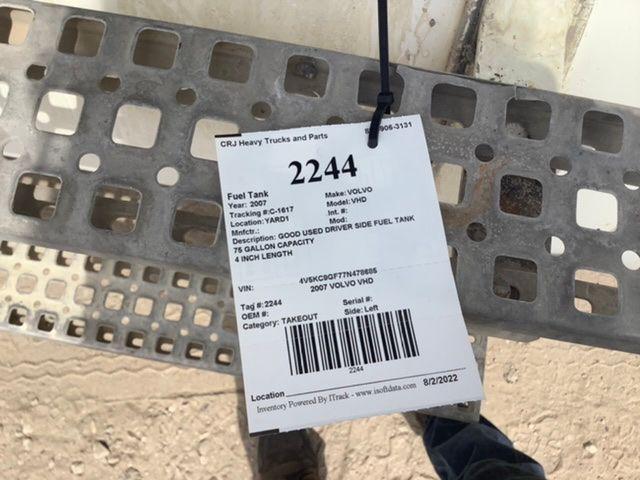 CRJ Heavy Trucks and Parts 906-3131
2244
Fuel Tank Make: VOLVO
Year: 2007 Model: VHD
Tracking #:C-1617 Int. #:
Location: YARD1 Mod:
Mnfctr.:
Description: GOOD USED DRIVER SIDE FUEL TANK
75 GALLON CAPACITY
4 INCH LENGTH
VIN: 4V5KC9GF77N478685
2007 VOLVO VHD
Tag #: 2244 Serial #:
OEM #: Side: Left
Category: TAKEOUT
2244
Location
Inventory Powered By ITrack - www.isoftdata.com 8/2/2022